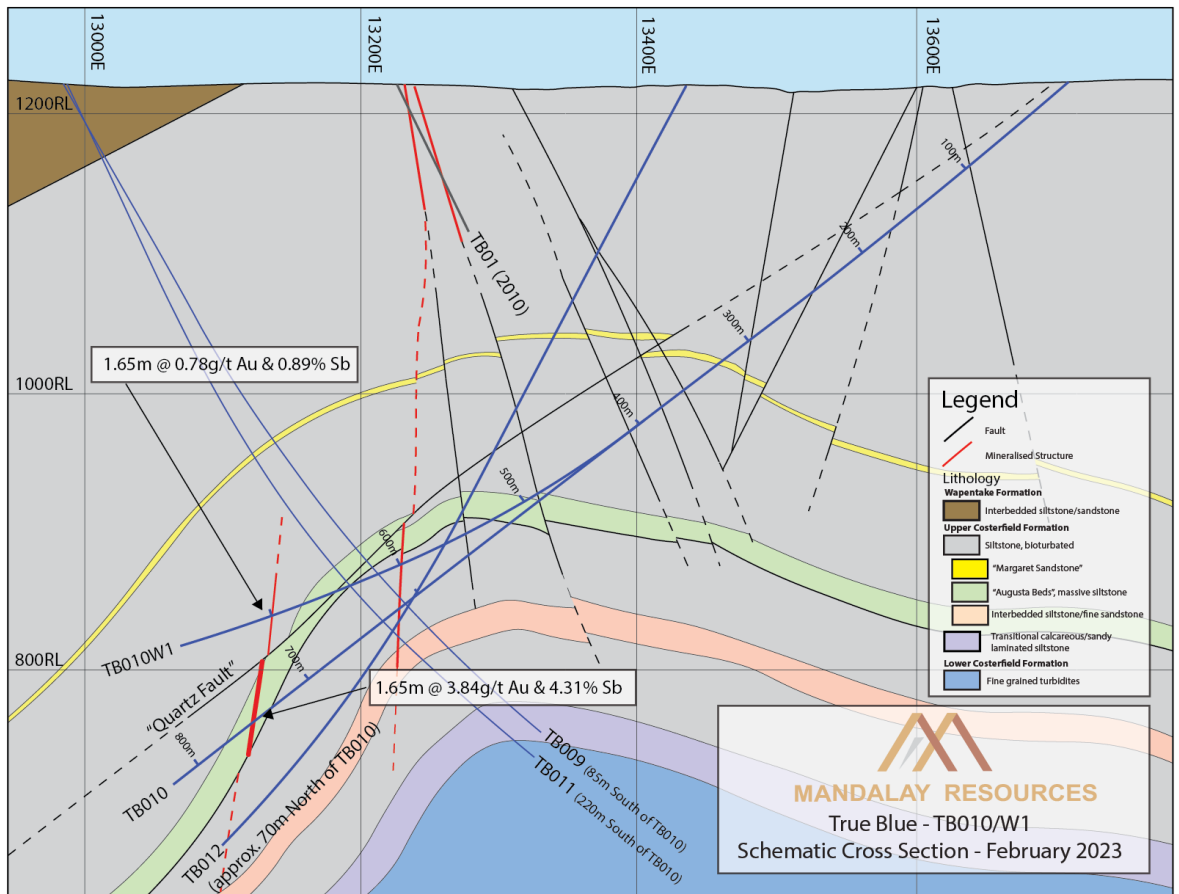 13000E
13200E
13400E
13600E
1200RL
100m
200m
TB01 (2010)
300m
1.65m @ 0.78g/t Au & 0.89% Sb
1000RL
400m
500m
600m
TB010W1
800RL
700m
1.65m @ 3.84g/t Au & 4.31% Sb
"Quartz Fault"
800m
TB010
TB012
(approx. 70m North of TB010)
TB009 (85m South of TB010)
TB011 (220m South of TB010)
Legend
Fault
Mineralised Structure
Lithology
Wapentake Formation
Interbedded siltstone/sandstone
Upper Costerfield Formation
Siltstone, bioturbated
"Margaret Sandstone"
"Augusta Beds", massive siltstone
Interbedded siltstone/fine sandstone
Transitional calcareous/sandy
laminated siltstone
Lower Costerfield Formation
Fine grained turbidites
MANDALAY RESOURCES
True Blue - TB010/W1
Schematic Cross Section - February 2023